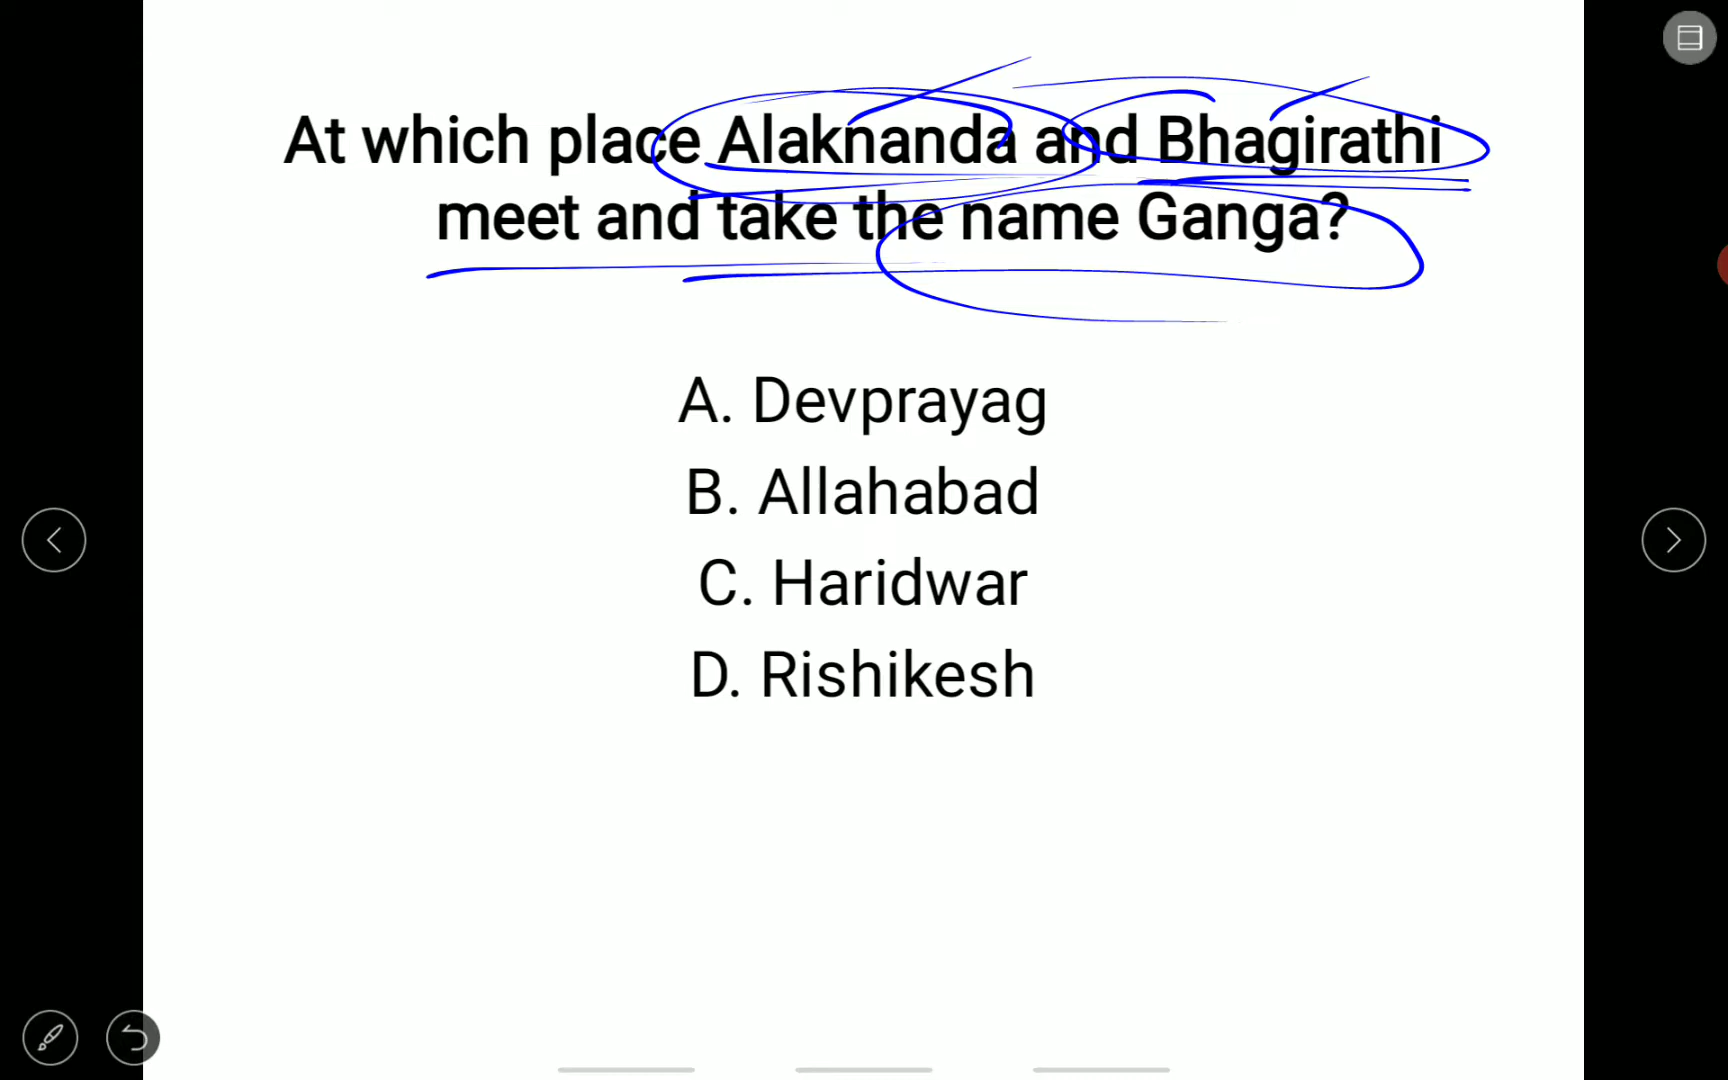 At which place Alaknanda and Bhagirathi
meet and take the name Ganga?
A. Devprayag
B. Allahabad
C. Haridwar
D. Rishikesh